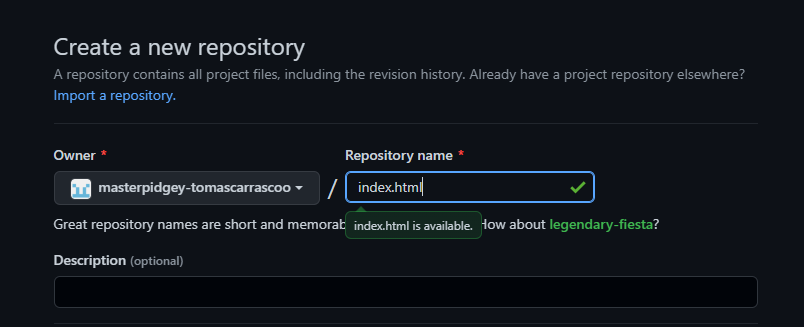 Create a new repository
A repository contains all project files, including the revision history. Already have a project repository elsewhere?
Import a repository.
Owner *
Repository name *
masterpidgey-tomascarrascoo
/
index.html
Great repository names are short and How about legendary-fiesta?
index.html is available.
Description (optional)